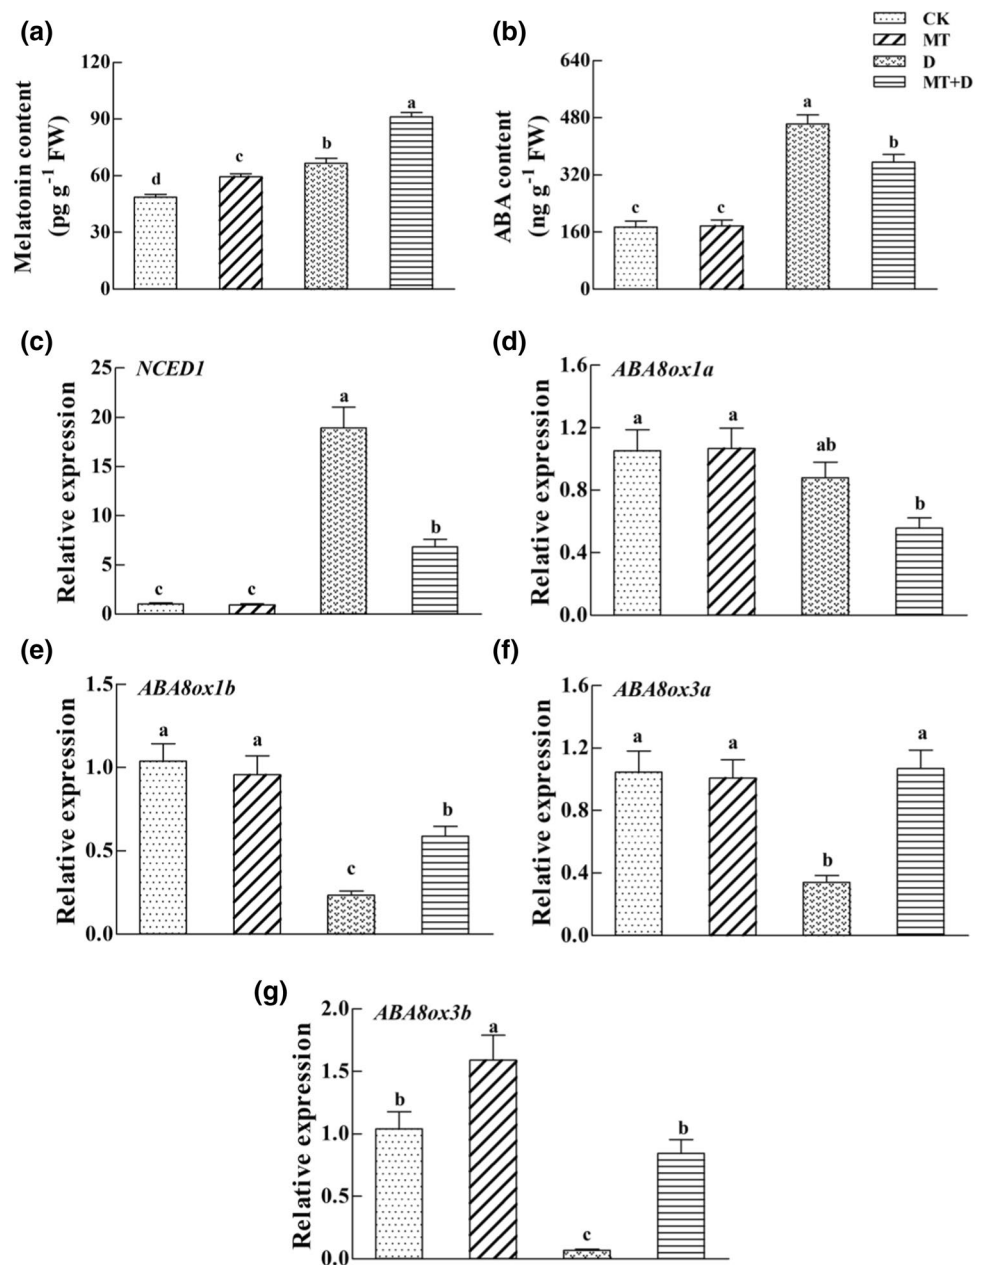 (a)
Melatonin content
(pg g⁻¹ FW)
120
90
60
30
0
d
c
b
a
(b)
ABA content
(ng g⁻¹ FW)
640
480
320
160
0
c
c
a
b
CK
MT
D
MT+D
(c)
NCED1
Relative expression
25
20
15
10
5
0
c
c
a
b
(d)
ABA8ox1a
Relative expression
1.6
1.2
0.8
0.4
0.0
a
a
ab
b
(e)
ABA8ox1b
Relative expression
1.5
1.0
0.5
0.0
a
a
c
b
(f)
ABA8ox3a
Relative expression
1.6
1.2
0.8
0.4
0.0
a
a
b
a
(g)
ABA8ox3b
Relative expression
2.0
1.5
1.0
0.5
0.0
b
a
c
b